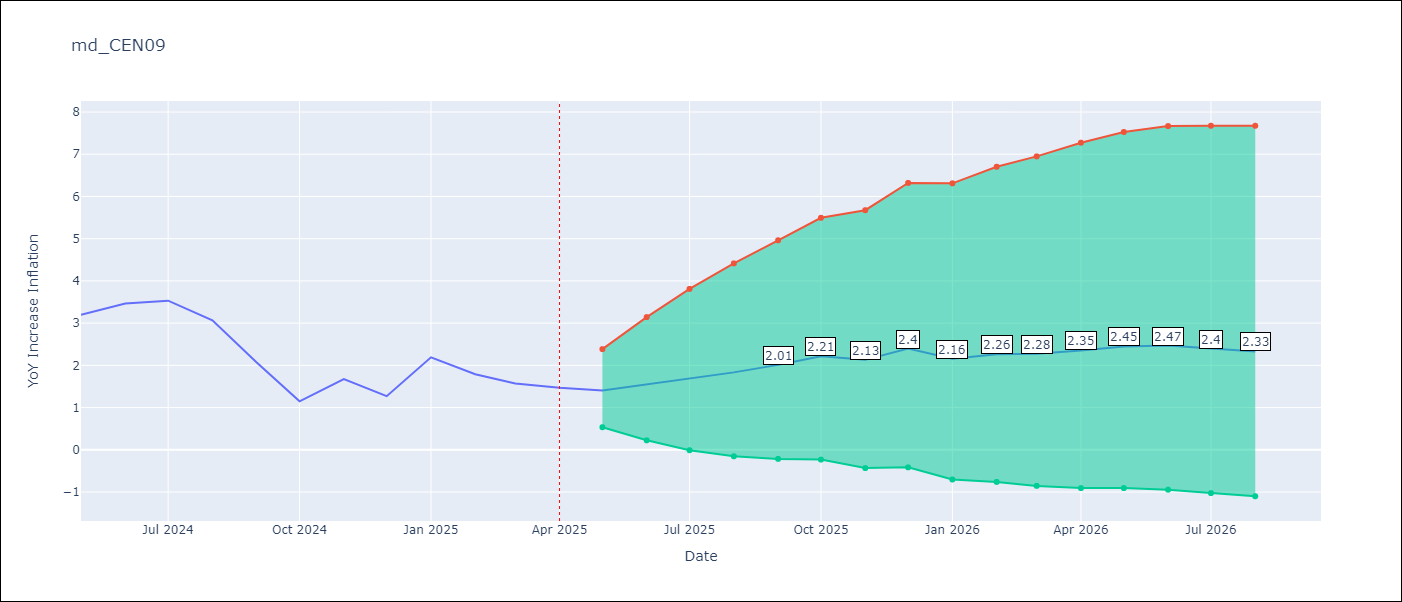 md_CEN09
YoY Increase Inflation
8
7
6
5
4
3
2
1
0
−1
2.01
2.21
2.13
2.4
2.16
2.26
2.28
2.35
2.45
2.47
2.4
2.33
Jul 2024
Oct 2024
Jan 2025
Apr 2025
Jul 2025
Oct 2025
Jan 2026
Apr 2026
Jul 2026
Date